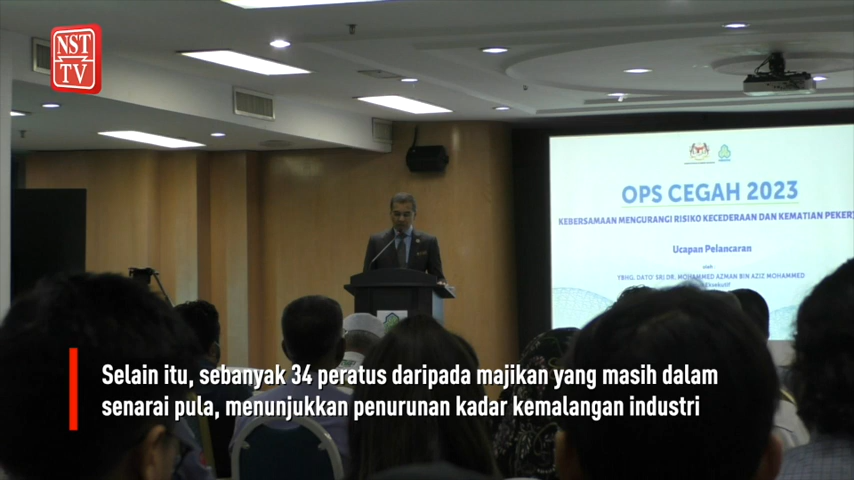 NST
TV
OPS CEGAH 2023
KEBERSAMAAN MENGURANGI RISIKO KECEDERAAN DAN KEMATIAN PEKER
Ucapan Pelancaran
oleh
YBHG. DATO' SRI DR. MOHAMMED AZMAN BIN AZIZ MOHAMMED
Eksekutif
Selain itu, sebanyak 34 peratus daripada majikan yang masih dalam
senarai pula, menunjukkan penurunan kadar kemalangan industri